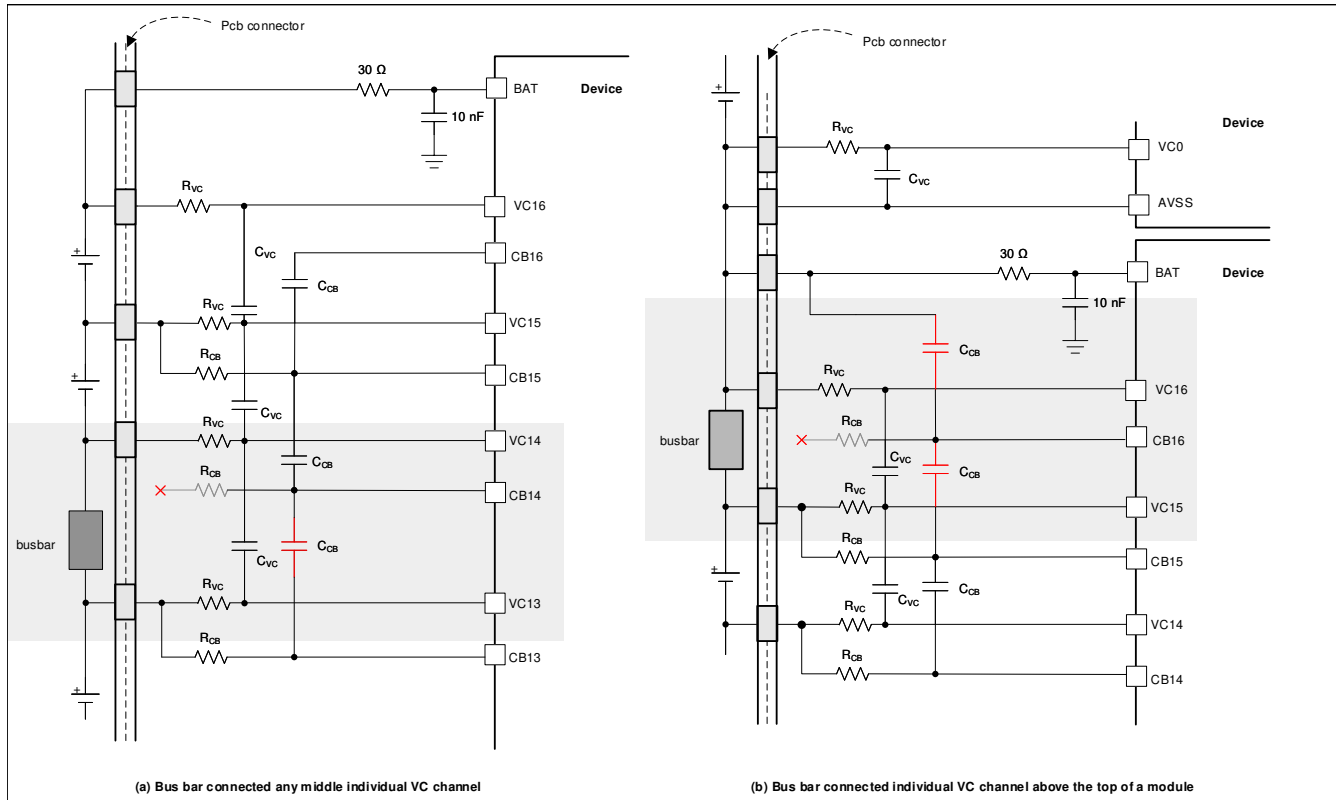 Pcb connector
30 Ω
BAT
Device
10 nF
RVC
VC16
CVC
CB16
CCB
RVC
VC15
RCB
CB15
CVC
RVC
VC14
CCB
RCB
CB14
busbar
CVC
CCB
RVC
VC13
RCB
CB13
(a) Bus bar connected any middle individual VC channel
Pcb connector
Device
RVC
VC0
CVC
AVSS
30 Ω
BAT
Device
10 nF
CCB
RVC
VC16
busbar
RCB
CB16
CVC
CCB
RVC
VC15
RCB
CB15
CVC
CCB
RVC
VC14
RCB
CB14
(b) Bus bar connected individual VC channel above the top of a module